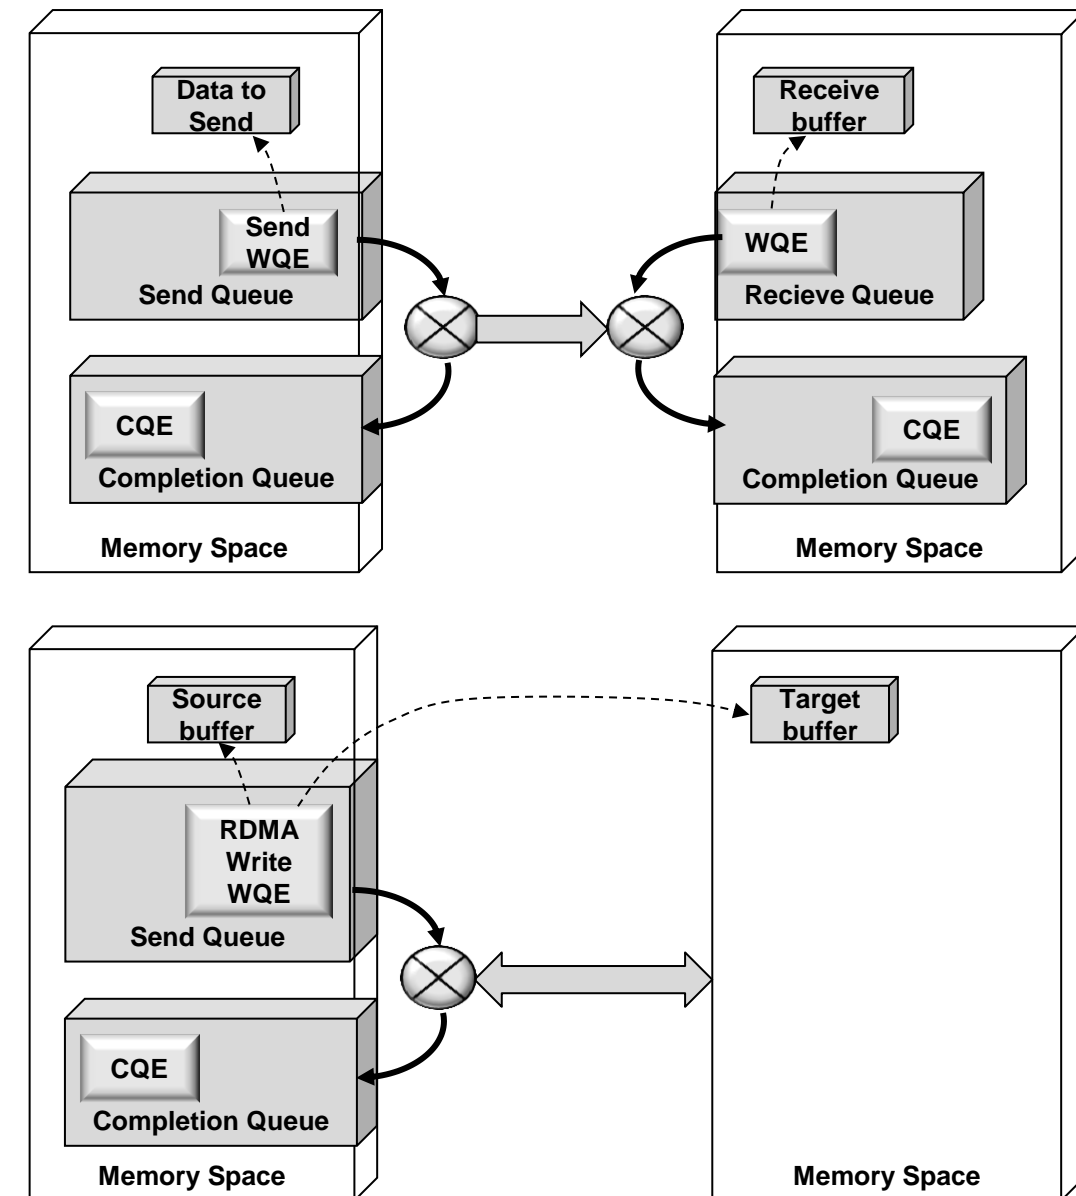 Data to
Send
Send
WQE
Send Queue
CQE
Completion Queue
Memory Space
Receive
buffer
WQE
Recieve Queue
CQE
Completion Queue
Memory Space
Source
buffer
RDMA
Write
WQE
Send Queue
CQE
Completion Queue
Memory Space
Target
buffer
Memory Space